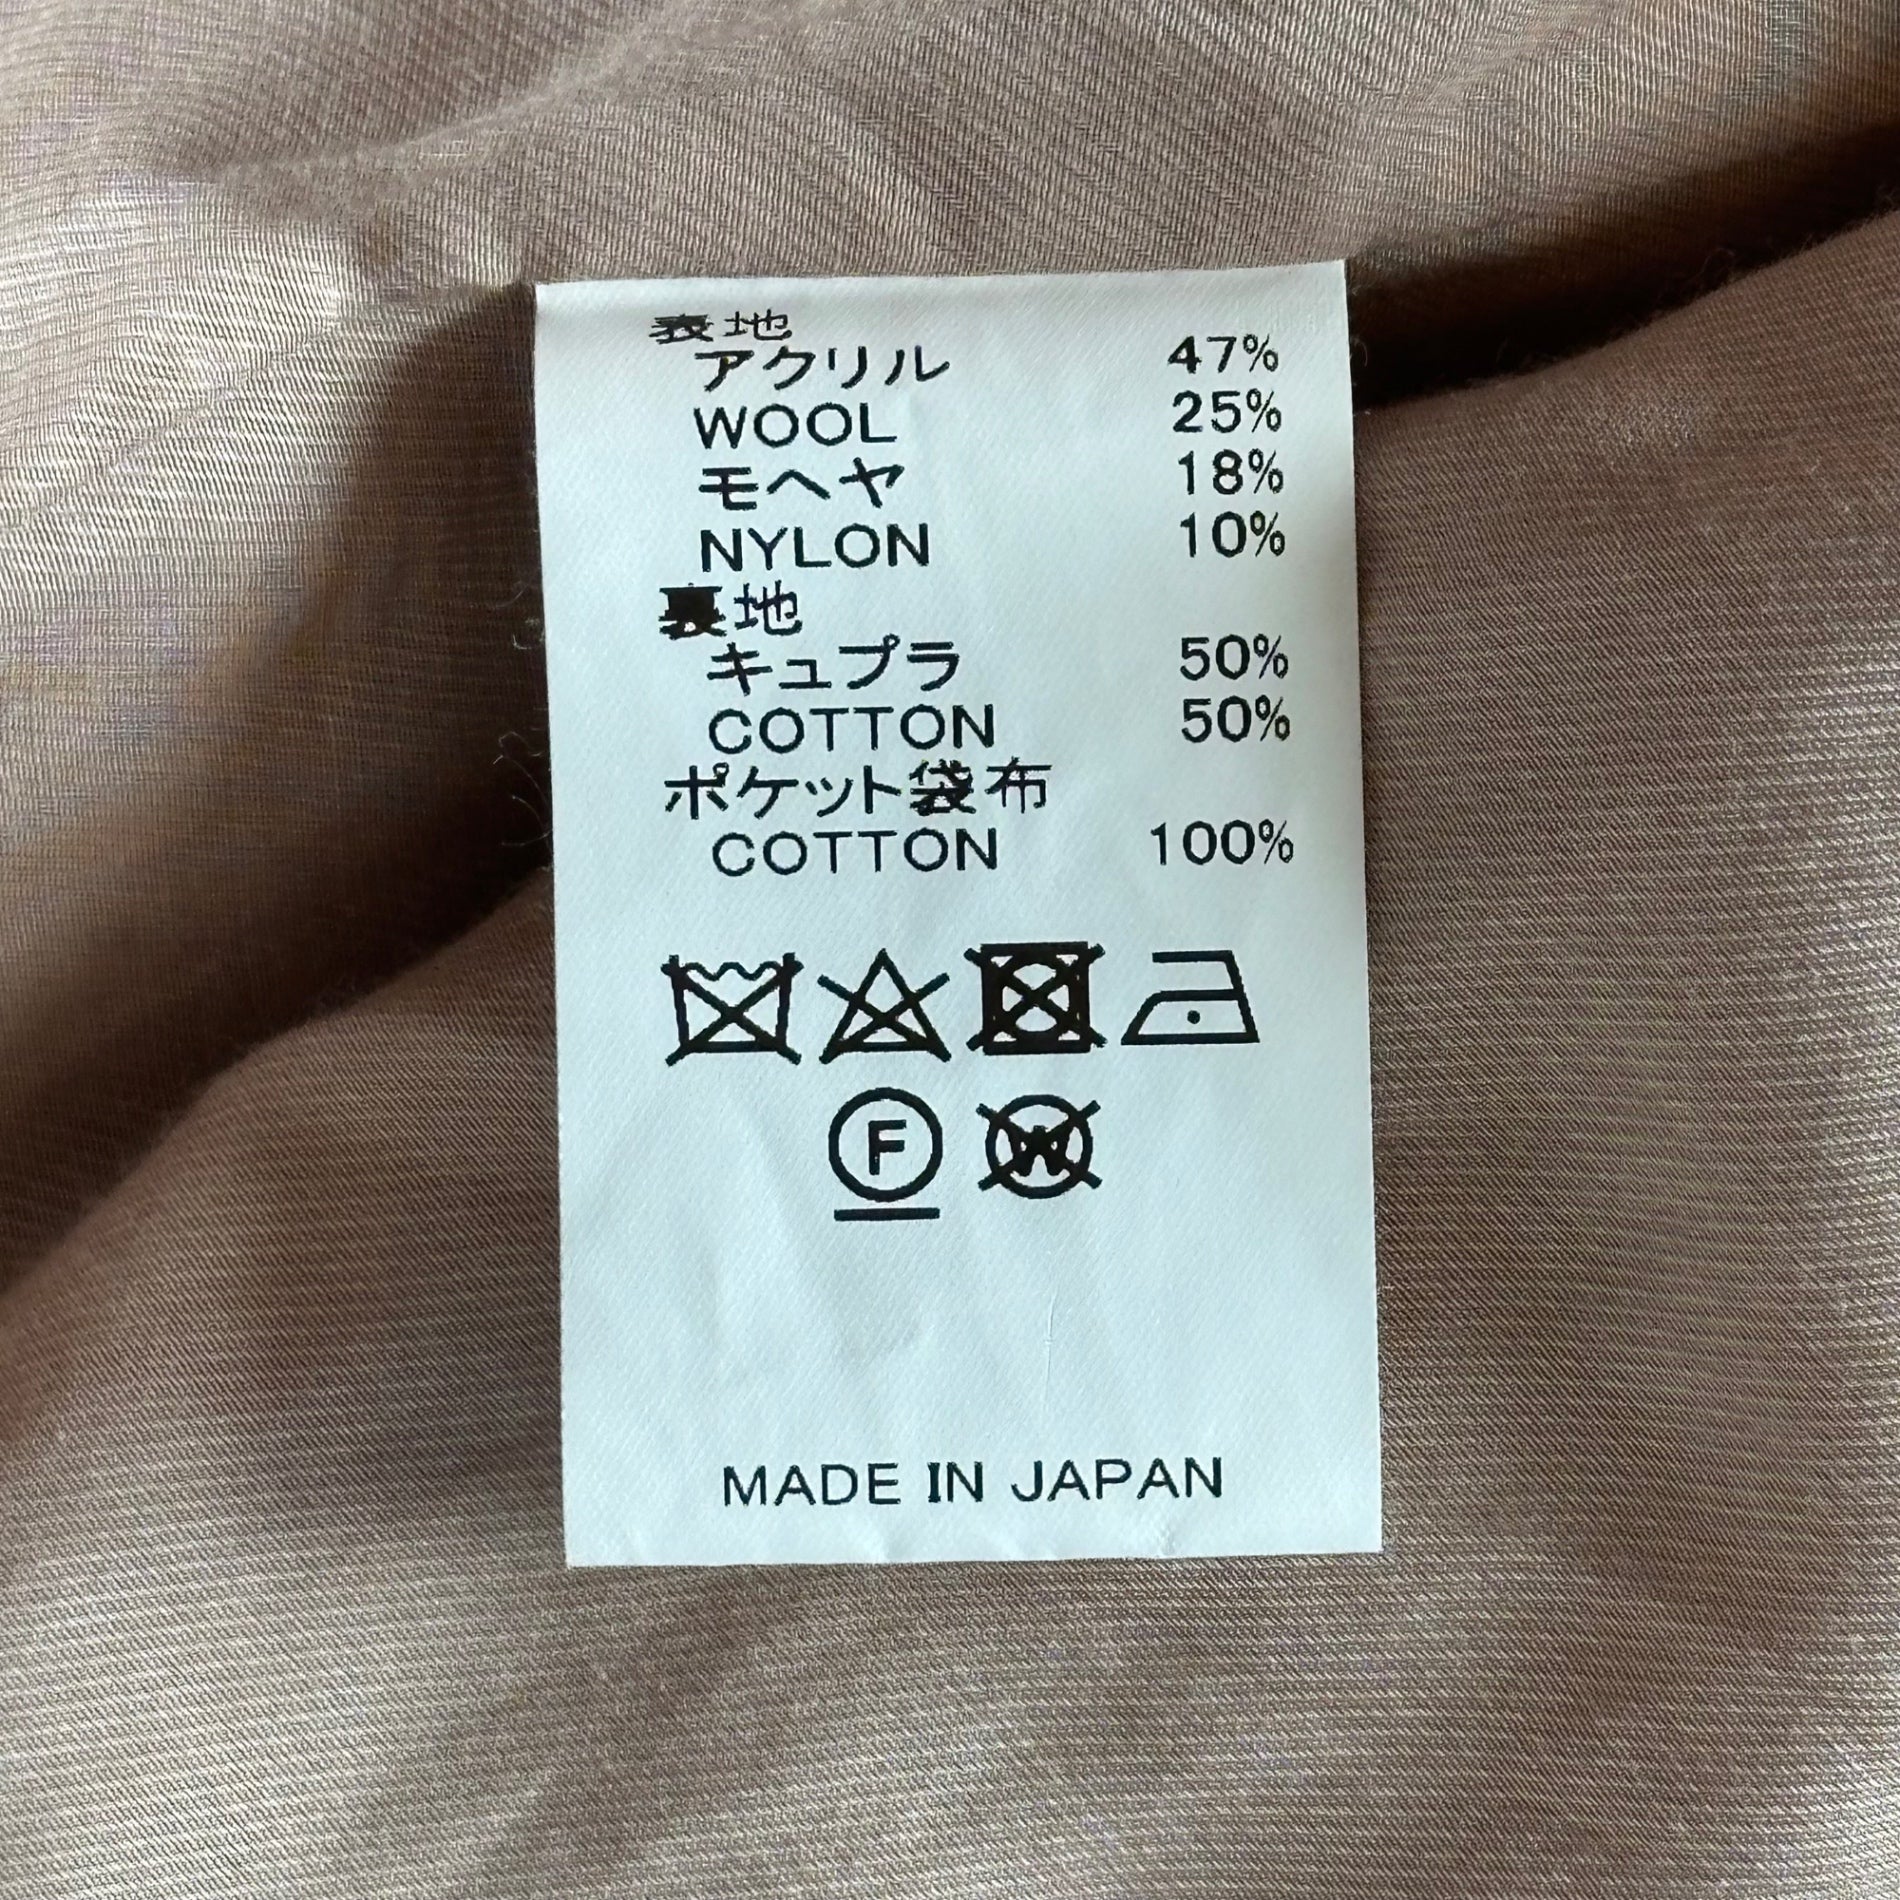 表地
アクリル 47%
WOOL 25%
モヘヤ 18%
NYLON 10%
裏地
キュプラ 50%
COTTON 50%
ポケット袋布
COTTON 100%
F W
MADE IN JAPAN